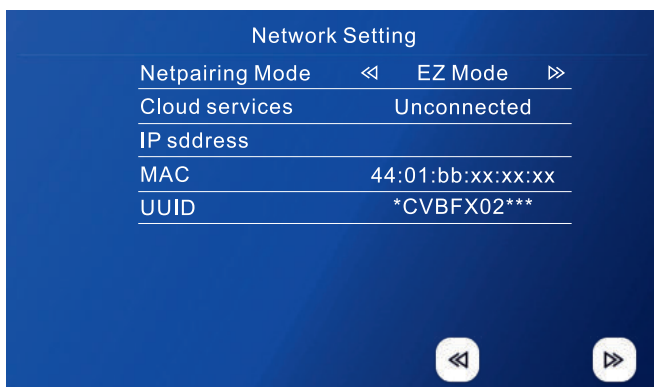 Network Setting
Netpairing Mode EZ Mode
Cloud services Unconnected
IP sddress
MAC 44:01:bb:xx:xx:xx
UUID *CVBFX02***